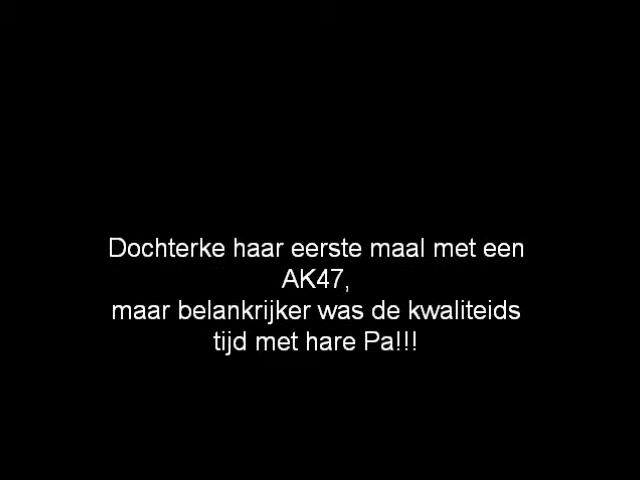 Dochterke haar eerste maal met een
AK47,
maar belankrijker was de kwaliteids
tijd met hare Pa!!!